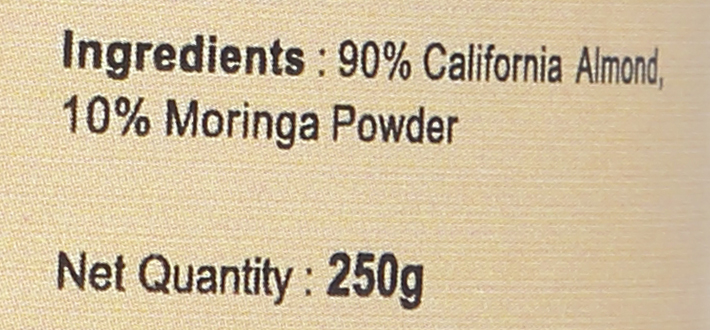 Ingredients : 90% California Almond,
10% Moringa Powder
Net Quantity : 250g